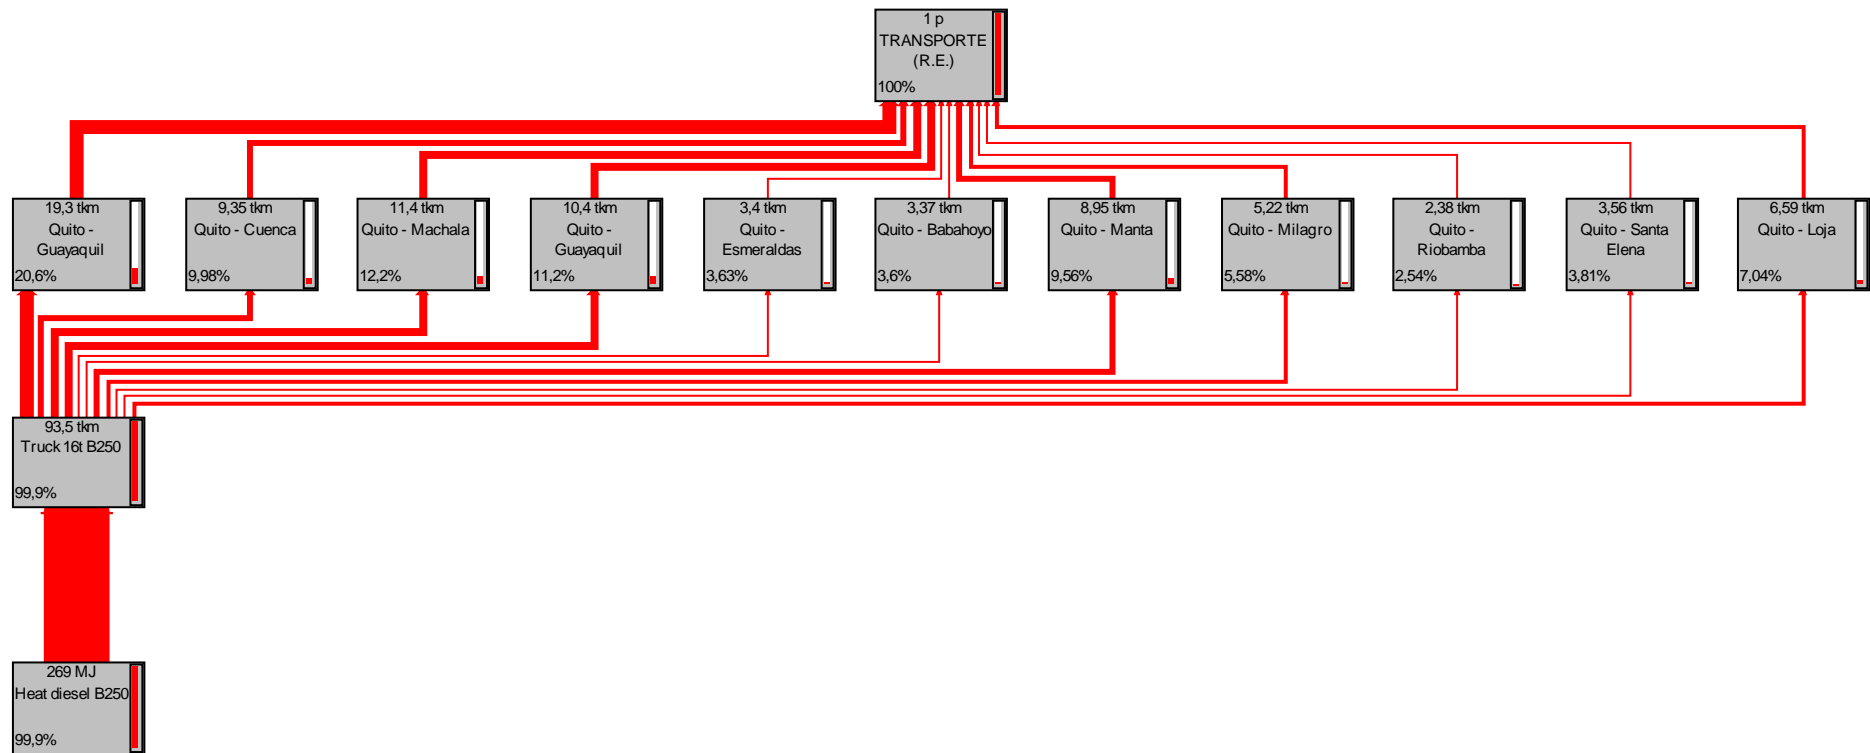 1 p
TRANSPORTE
(R.E.)
100%
19,3 tkm
Quito -
Guayaquil
20,6%
9,35 tkm
Quito - Cuenca
9,98%
11,4 tkm
Quito - Machala
12,2%
10,4 tkm
Quito -
Guayaquil
11,2%
3,4 tkm
Quito -
Esmeraldas
3,63%
3,37 tkm
Quito - Babahoyo
3,6%
8,95 tkm
Quito - Manta
9,56%
5,22 tkm
Quito - Milagro
5,58%
2,38 tkm
Quito -
Riobamba
2,54%
3,56 tkm
Quito - Santa
Elena
3,81%
6,59 tkm
Quito - Loja
7,04%
93,5 tkm
Truck 16t B250
99,9%
269 MJ
Heat diesel B250
99,9%